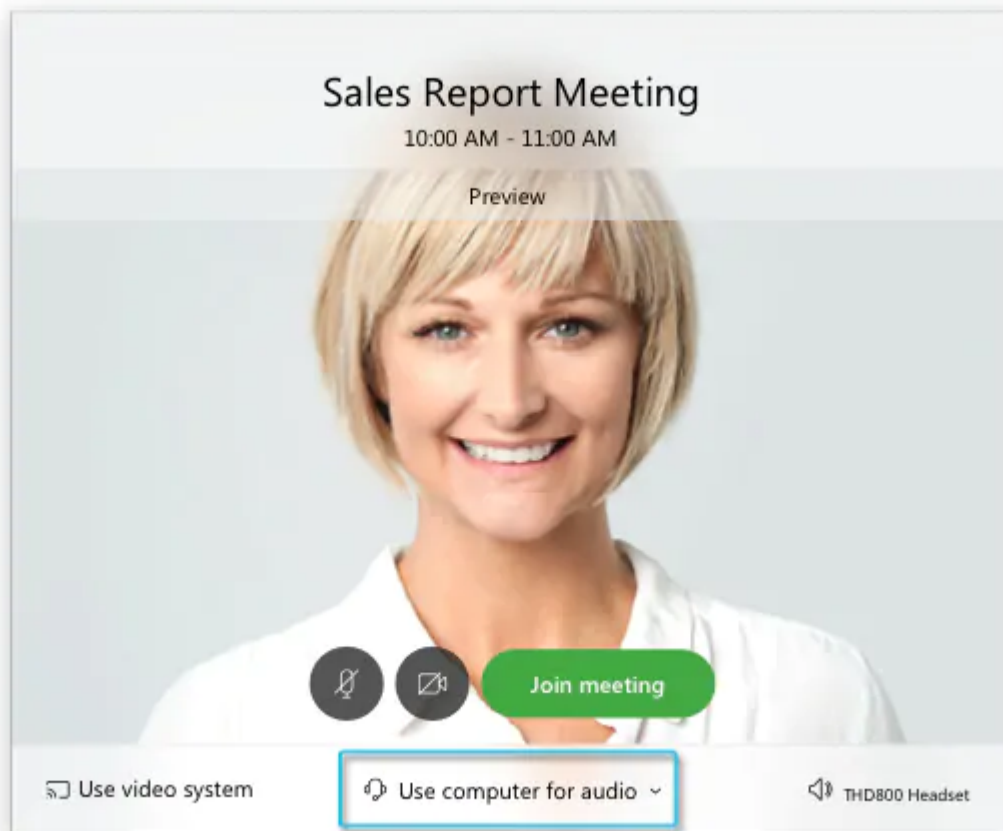 Sales Report Meeting
10:00 AM - 11:00 AM
Preview
Join meeting
Use video system
Use computer for audio
THD800 Headset